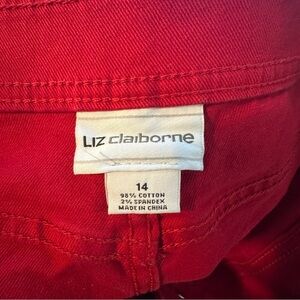 Liz claiborne
14
98% COTTON
2% SPANDEX
MADE IN CHINA